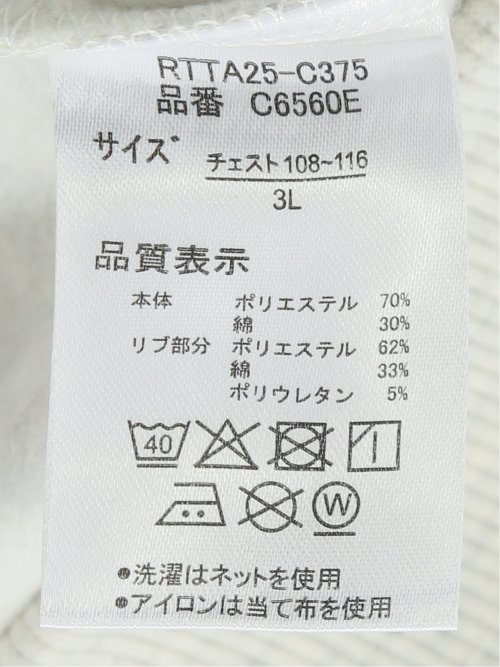 RTTA25-C375
品番 C6560E
サイズ
チェスト108~116
3L
品質表示
本体 ポリエステル 70%
綿 30%
リブ部分 ポリエステル 62%
綿 33%
ポリウレタン 5%
40
W
●洗濯はネットを使用
●アイロンは当て布を使用